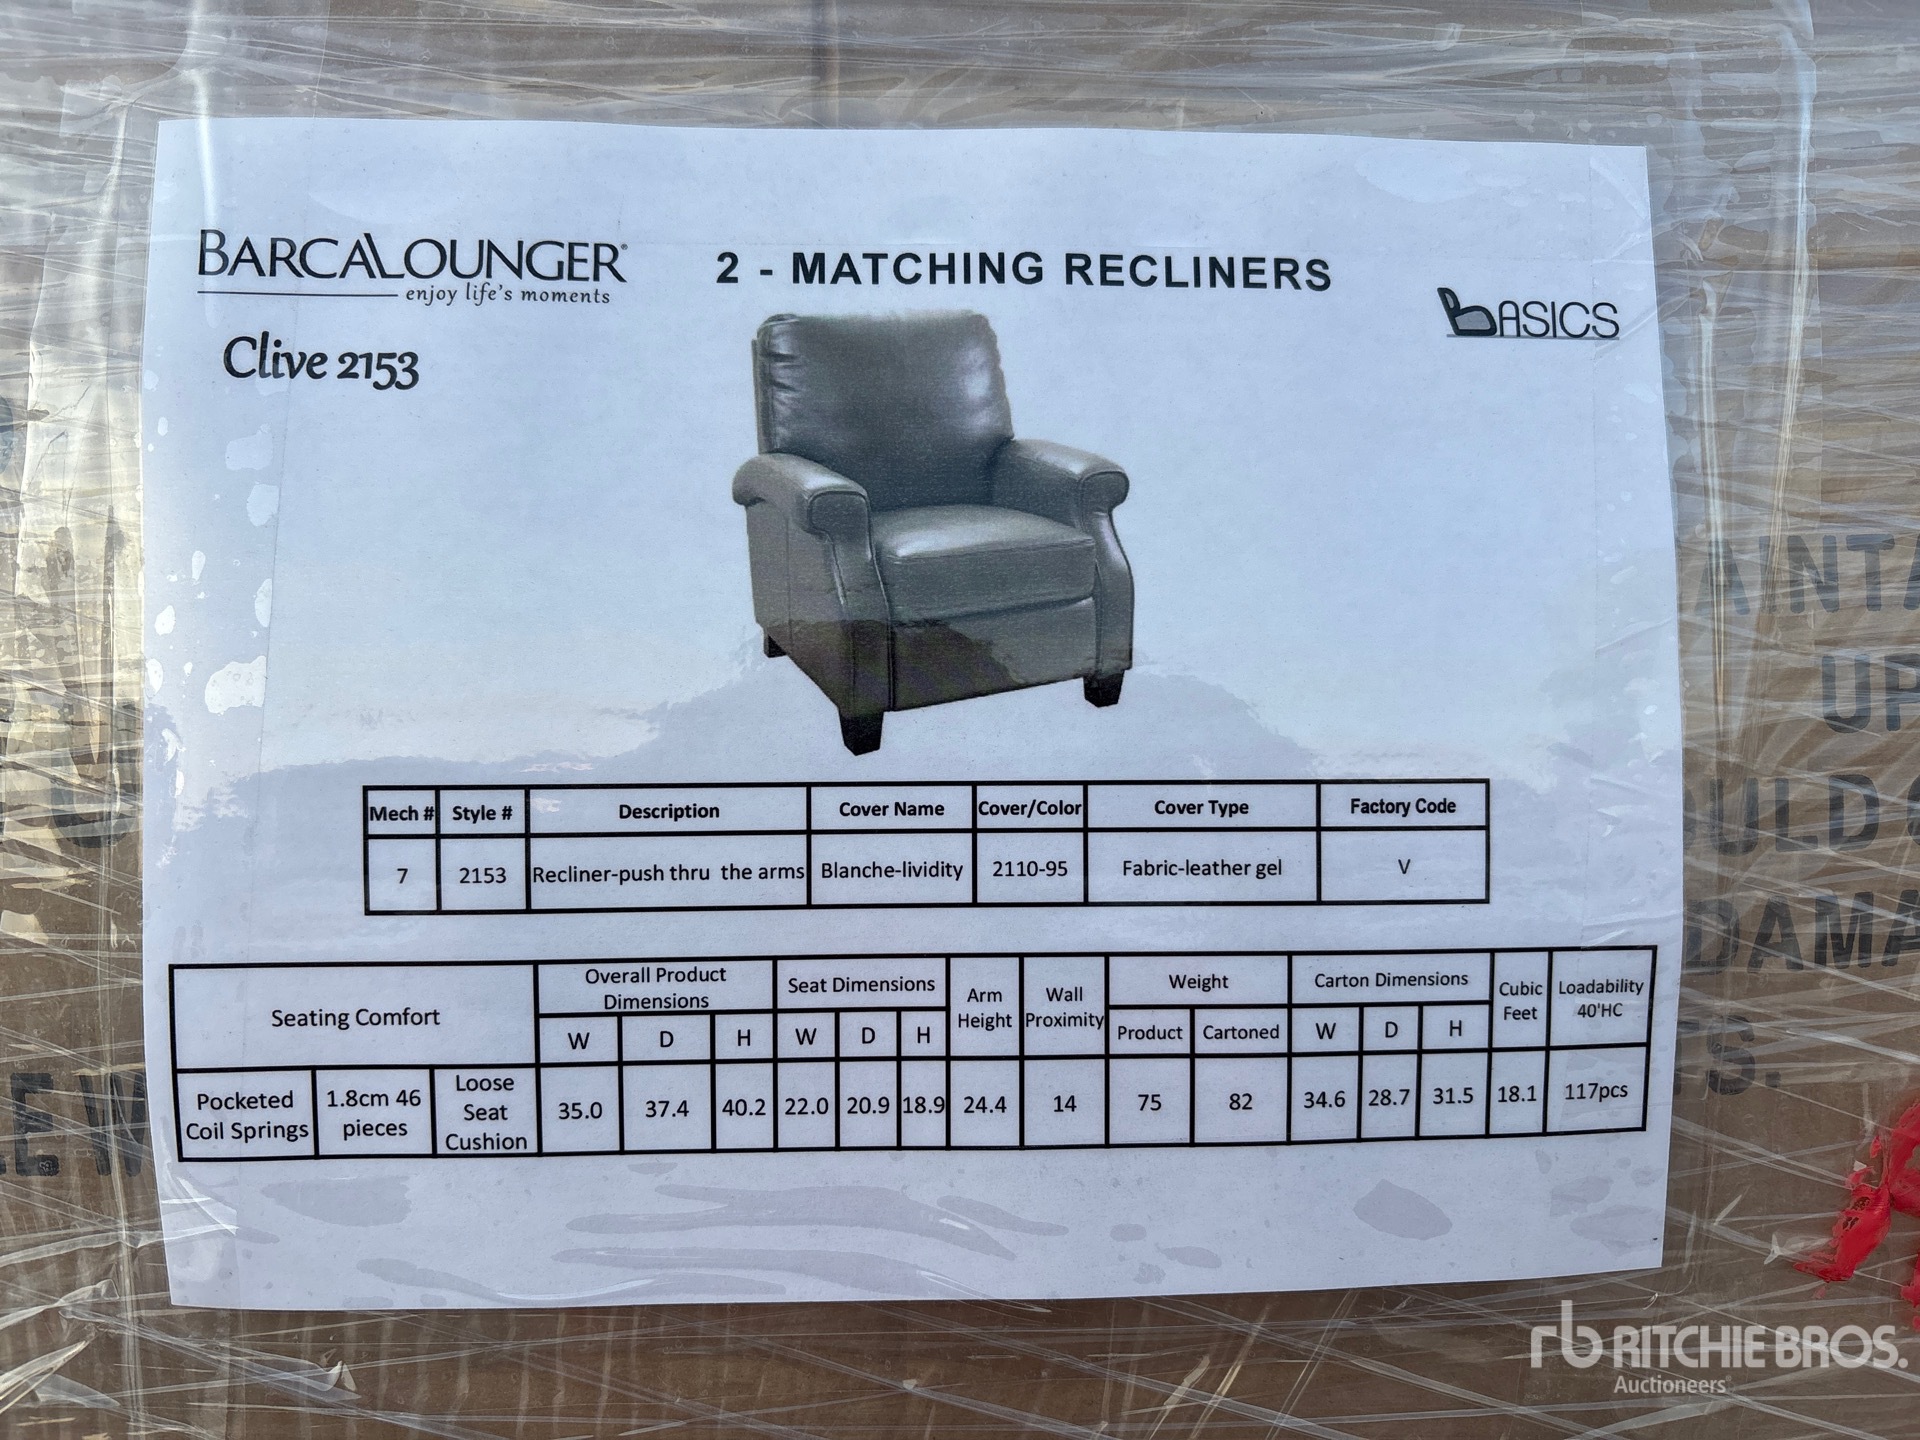 BARCALOUNGER®
enjoy life's moments
2 - MATCHING RECLINERS
BASICS
Clive 2153
Mech # Style # Description Cover Name Cover/Color Cover Type Factory Code
7 2153 Recliner-push thru the arms Blanche-lividity 2110-95 Fabric-leather gel V
Seating Comfort Overall Product Dimensions Seat Dimensions Arm Height Wall Proximity Weight Carton Dimensions Cubic Feet Loadability 40'HC
W D H W D H Product Cartoned W D H
Pocketed Coil Springs 1.8cm 46 pieces Loose Seat Cushion 35.0 37.4 40.2 22.0 20.9 18.9 24.4 14 75 82 34.6 28.7 31.5 18.1 117pcs
AINTA
UP
OULD
DAMA
S.
E W
rb RITCHIE BROS.
Auctioneers